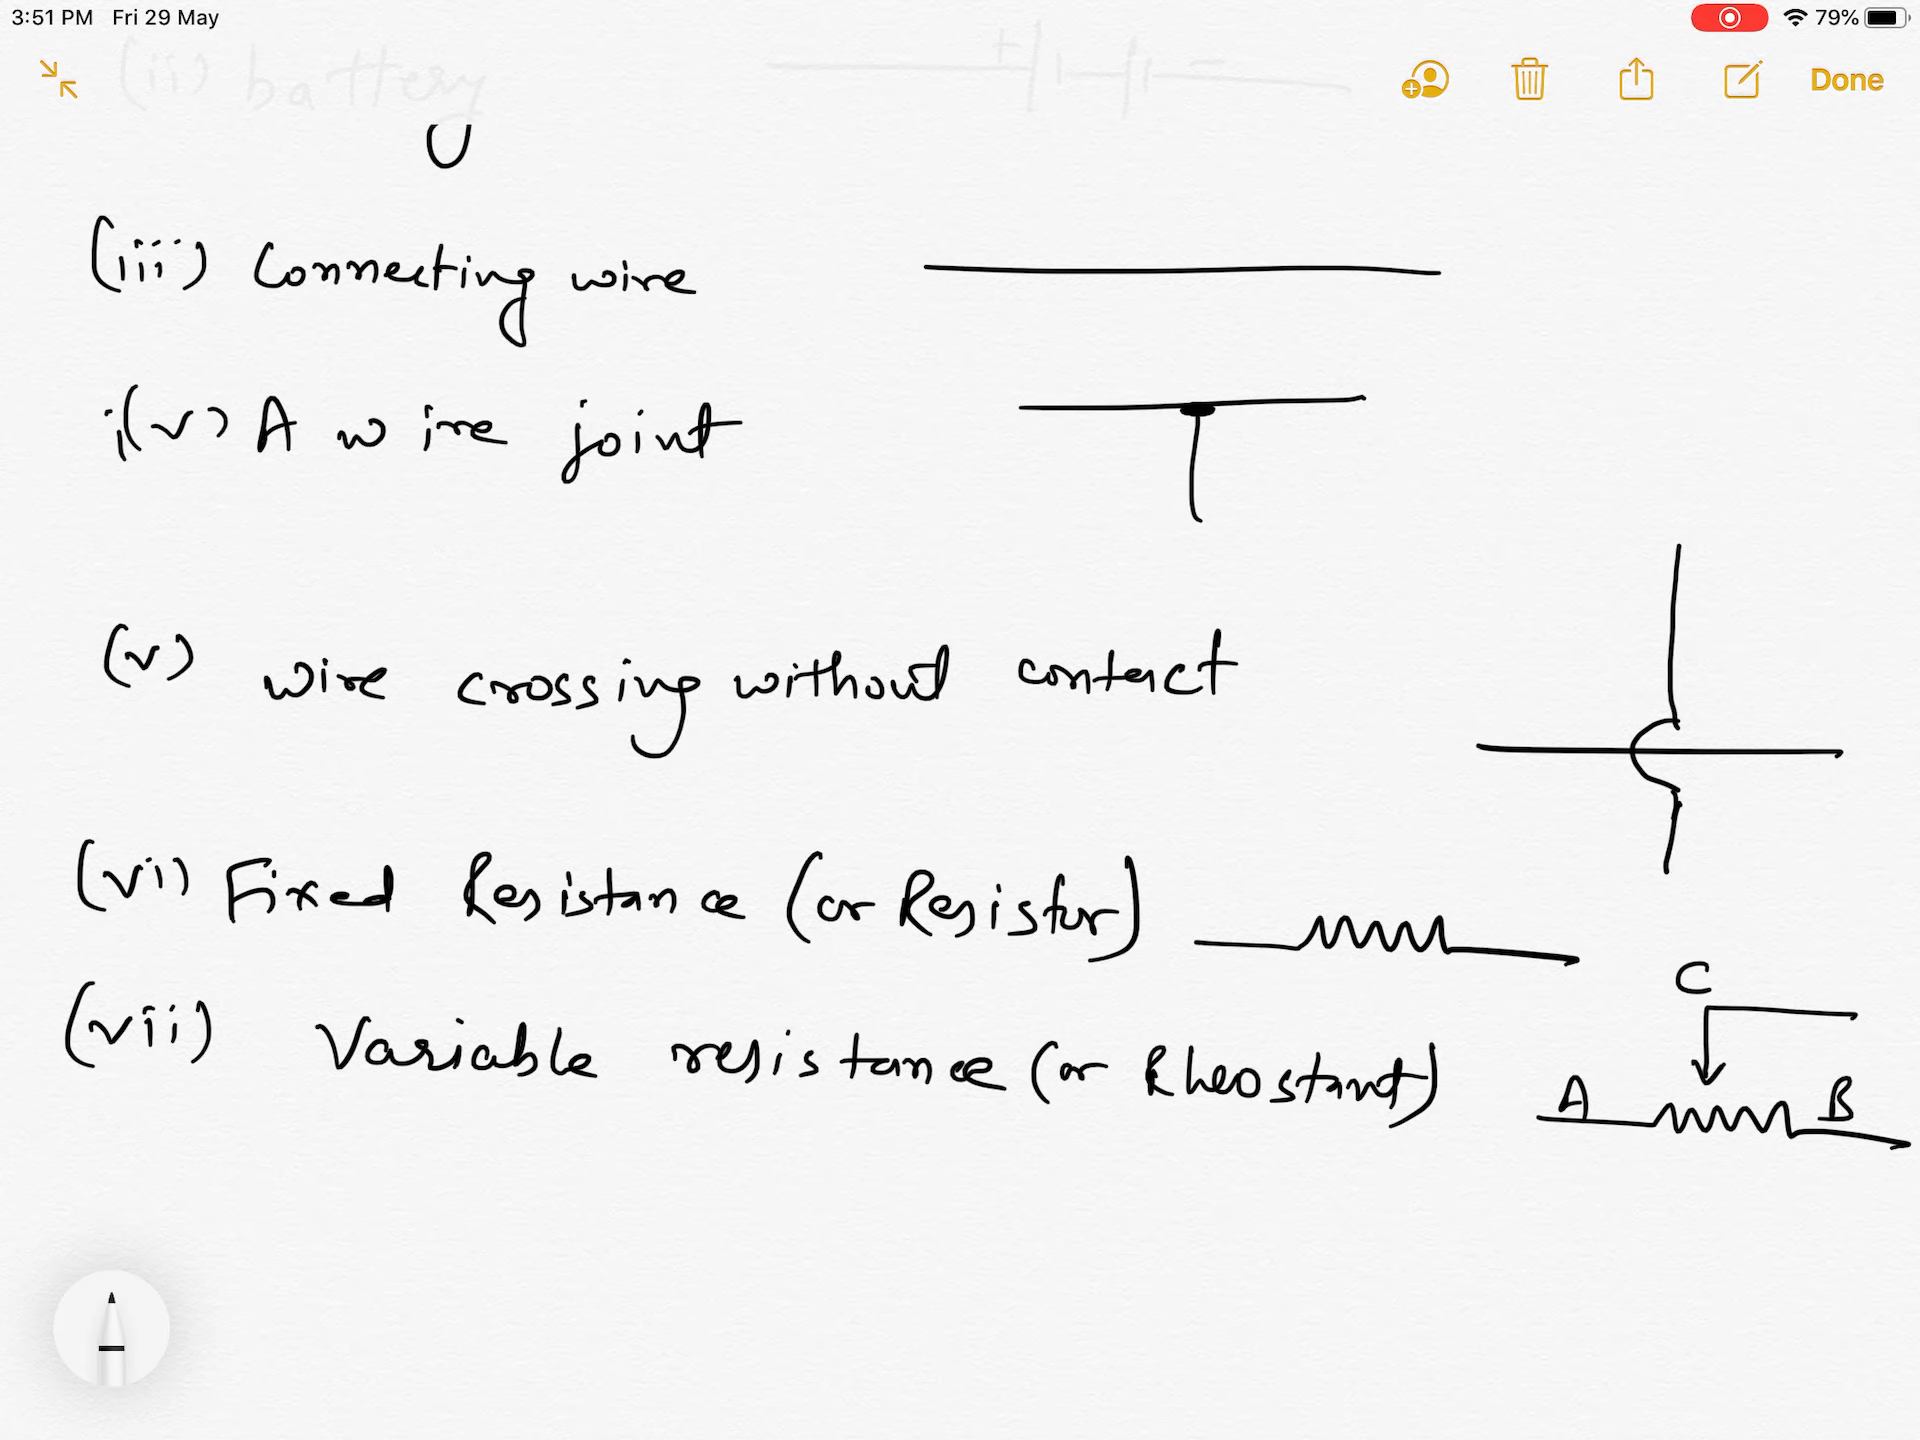 3:51 PM Fri 29 May
79%
(ii) battery
+ -
Done
(iii) Connecting wire
i(v) A wire joint
(v) wire crossing without contact
(vi) Fixed Resistance (or Resistor)
C
(vii) Variable resistance (or Rheostant)
A B